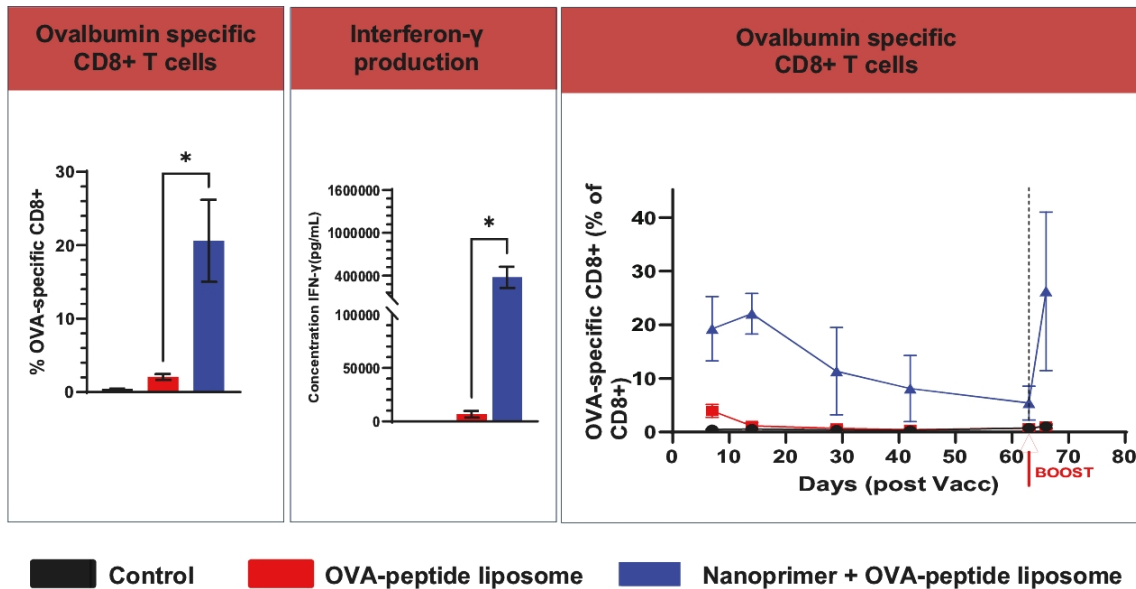 Ovalbumin specific
CD8+ T cells
% OVA-specific CD8+
30
20
12
8
4
0
*
Interferon-γ
production
Concentration IFN-γ(pg/mL)
1600000
1000000
400000
100000
50000
0
*
Ovalbumin specific
CD8+ T cells
OVA-specific CD8+ (% of
CD8+)
40
30
20
10
0
0 10 20 30 40 50 60 70 80
BOOST
Days (post Vacc)
Control
OVA-peptide liposome
Nanoprimer + OVA-peptide liposome